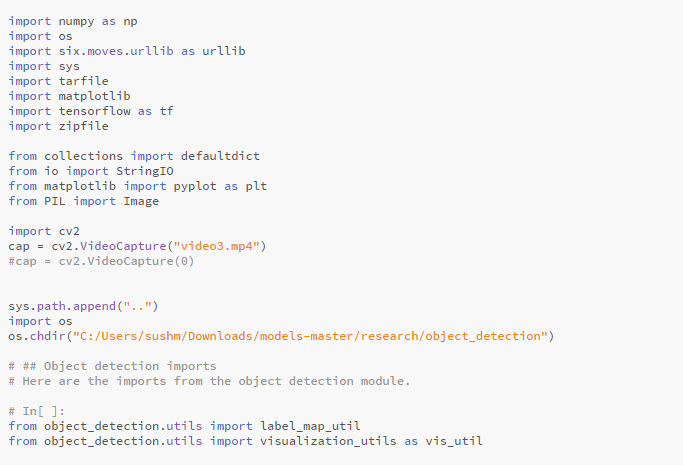 import numpy as np
import os
import six.moves.urllib as urllib
import sys
import tarfile
import matplotlib
import tensorflow as tf
import zipfile
from collections import defaultdict
from io import StringIO
from matplotlib import pyplot as plt
from PIL import Image
import cv2
cap = cv2.VideoCapture("video3.mp4")
#cap = cv2.VideoCapture(0)
sys.path.append("..")
import os
os.chdir("C:/Users/sushm/Downloads/models-master/research/object_detection")
# ## Object detection imports
# Here are the imports from the object detection module.
# In[ ]:
from object_detection.utils import label_map_util
from object_detection.utils import visualization_utils as vis_util